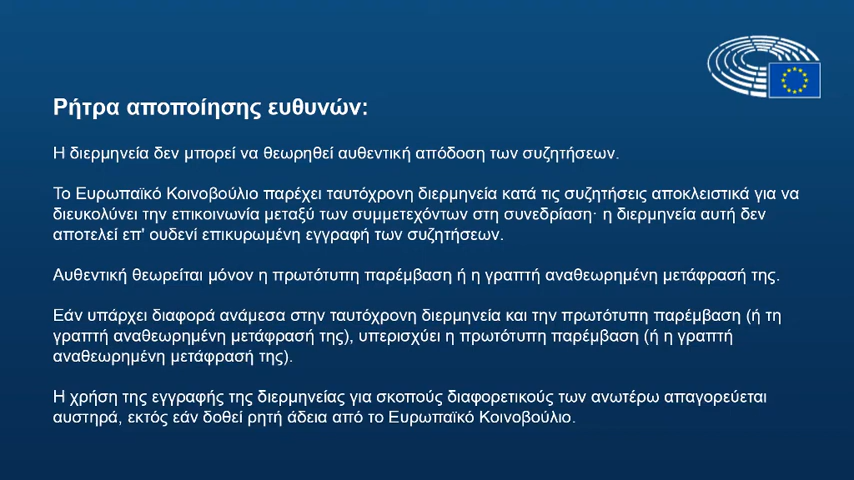 Ρήτρα αποποίησης ευθυνών:
Η διερμηνεία δεν μπορεί να θεωρηθεί αυθεντική απόδοση των συζητήσεων.
Το Ευρωπαϊκό Κοινοβούλιο παρέχει ταυτόχρονη διερμηνεία κατά τις συζητήσεις αποκλειστικά για να
διευκολύνει την επικοινωνία μεταξύ των συμμετεχόντων στη συνεδρίαση· η διερμηνεία αυτή δεν
αποτελεί επ' ουδενί επικυρωμένη εγγραφή των συζητήσεων.
Αυθεντική θεωρείται μόνον η πρωτότυπη παρέμβαση ή η γραπτή αναθεωρημένη μετάφρασή της.
Εάν υπάρχει διαφορά ανάμεσα στην ταυτόχρονη διερμηνεία και την πρωτότυπη παρέμβαση (ή τη
γραπτή αναθεωρημένη μετάφρασή της), υπερισχύει η πρωτότυπη παρέμβαση (ή η γραπτή
αναθεωρημένη μετάφρασή της).
Η χρήση της εγγραφής της διερμηνείας για σκοπούς διαφορετικούς των ανωτέρω απαγορεύεται
αυστηρά, εκτός εάν δοθεί ρητή άδεια από το Ευρωπαϊκό Κοινοβούλιο.